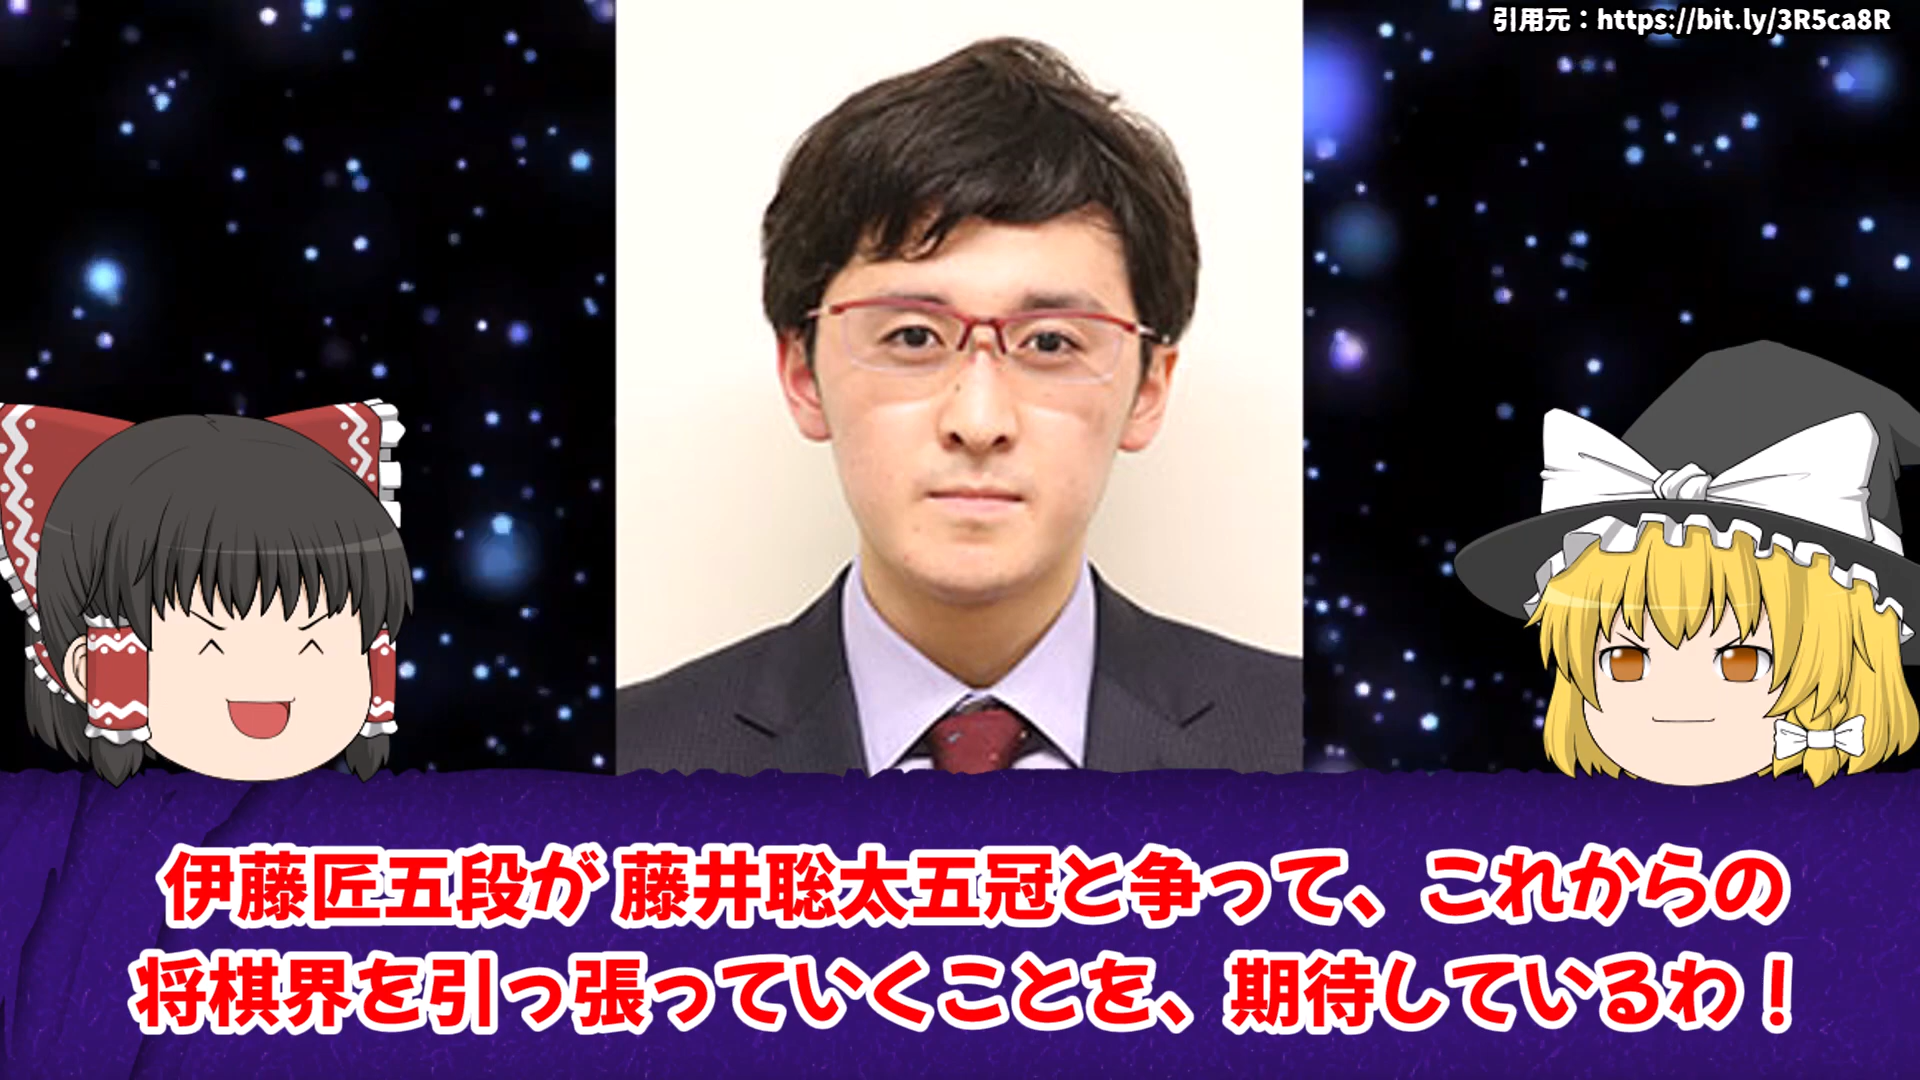 引用元：https://bit.ly/3R5ca8R
伊藤匠五段が 藤井聡太五冠と争って、これからの
将棋界を引っ張っていくことを、期待しているわ！